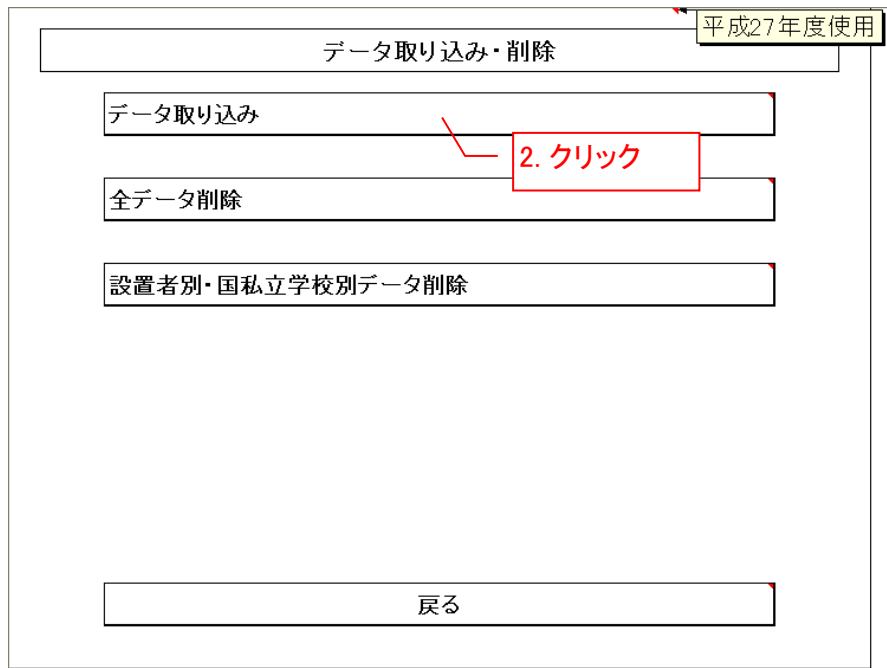 平成27年度使用
データ取り込み・削除
データ取り込み
2. クリック
全データ削除
設置者別・国私立学校別データ削除
戻る